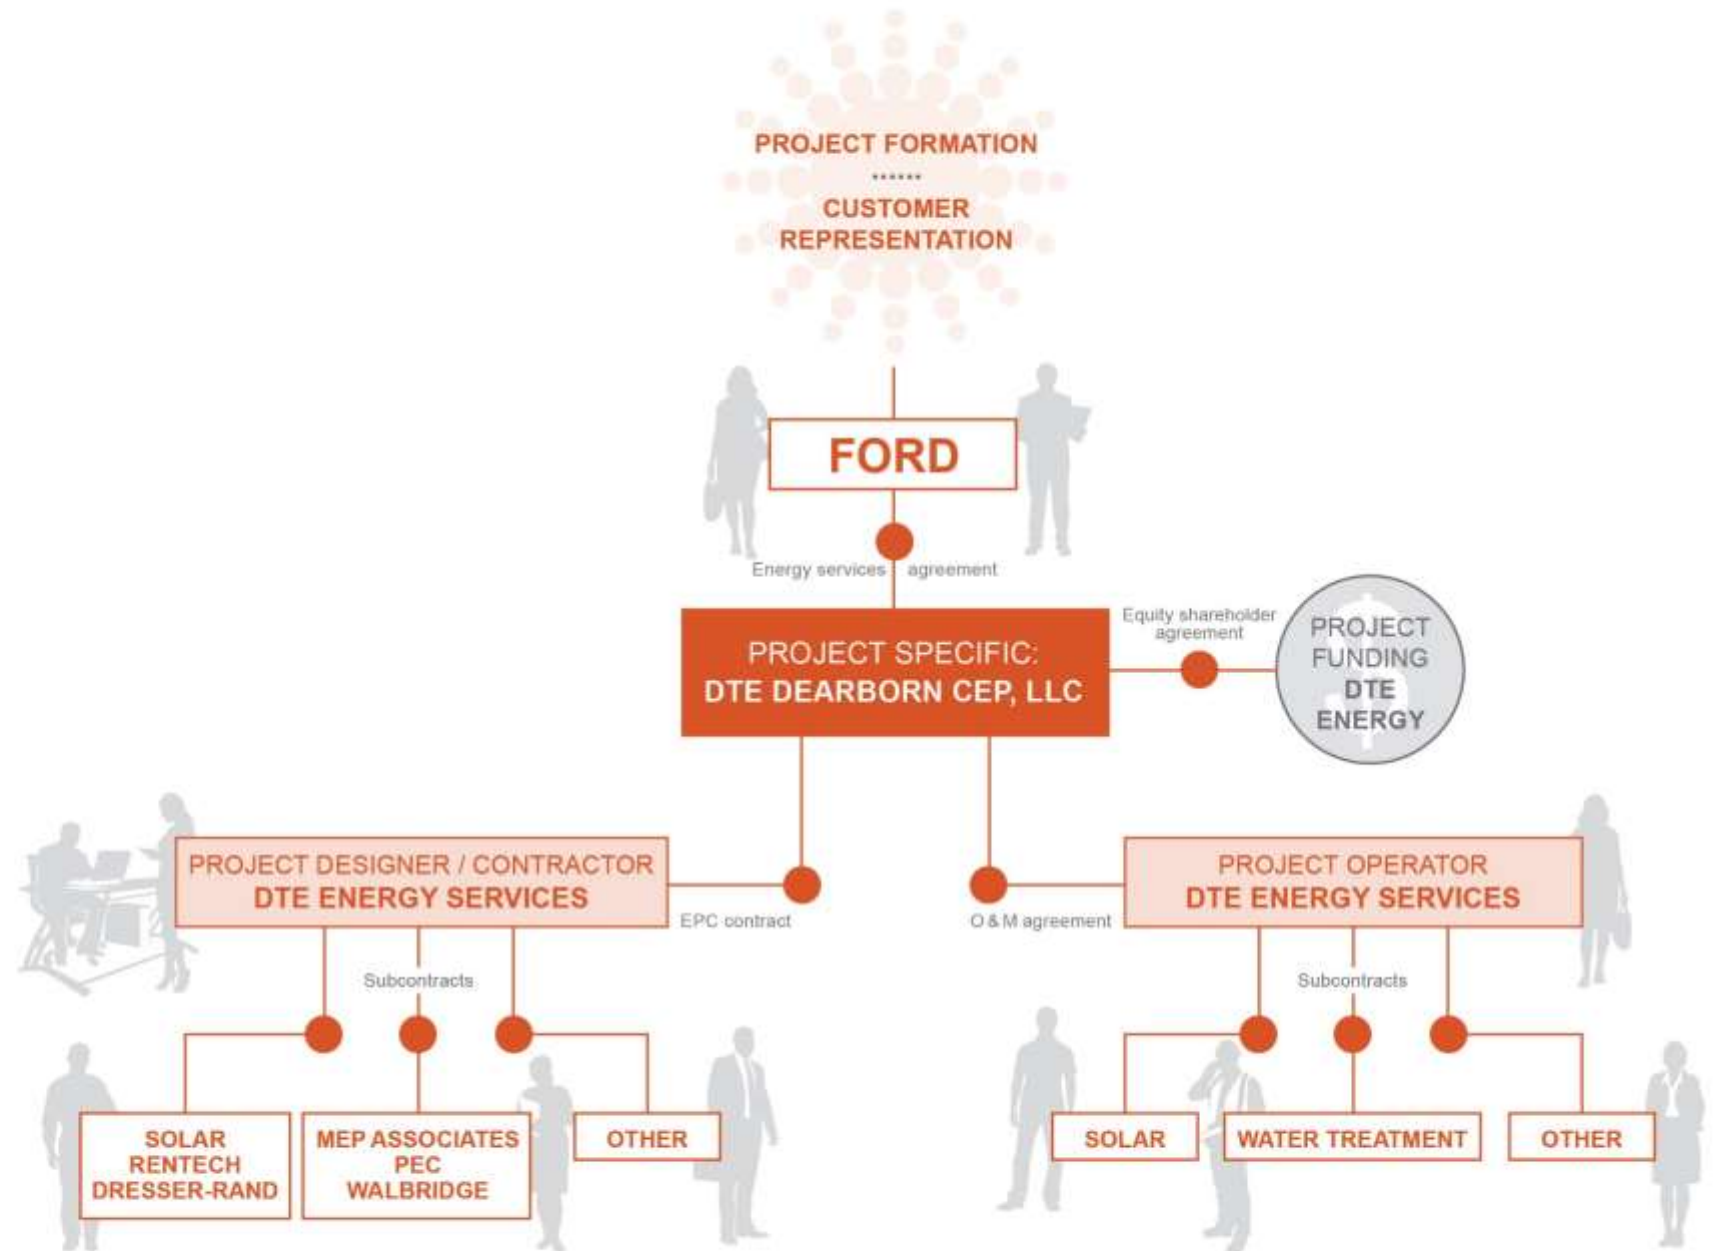 PROJECT FORMATION
CUSTOMER
REPRESENTATION
FORD
Energy services agreement
PROJECT SPECIFIC:
DTE DEARBORN CEP, LLC
Equity shareholder
agreement
PROJECT
FUNDING
DTE
ENERGY
PROJECT DESIGNER / CONTRACTOR
DTE ENERGY SERVICES
EPC contract
O & M agreement
PROJECT OPERATOR
DTE ENERGY SERVICES
Subcontracts
Subcontracts
SOLAR
RENTECH
DRESSER-RAND
MEP ASSOCIATES
PEC
WALBRIDGE
OTHER
SOLAR
WATER TREATMENT
OTHER